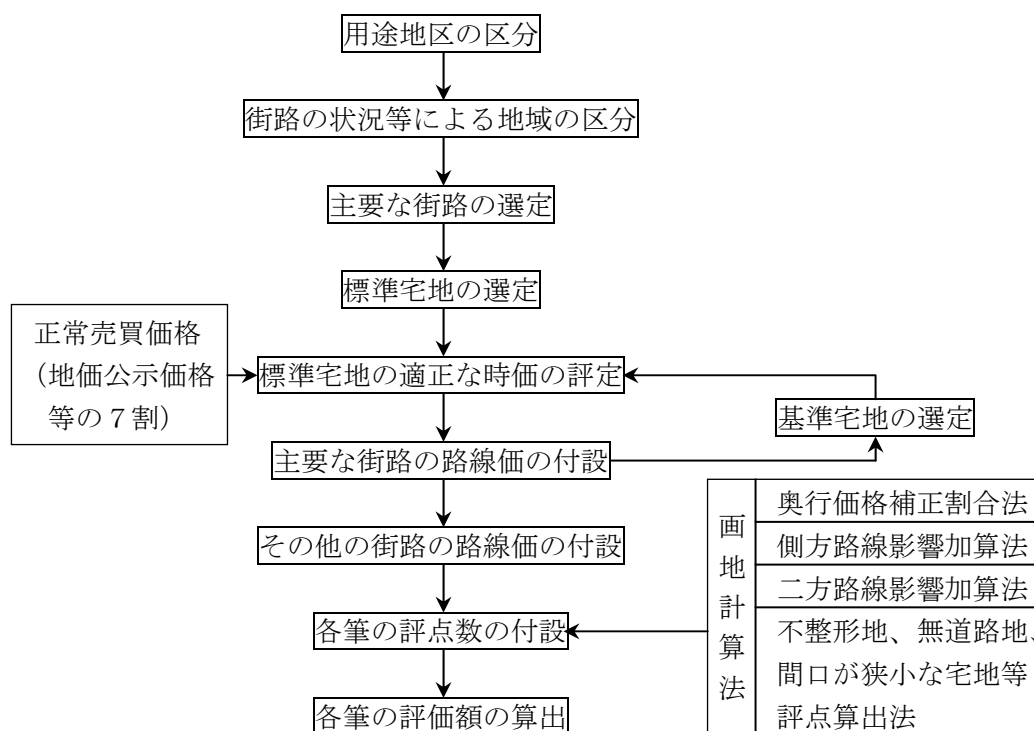 用途地区の区分
街路の状況等による地域の区分
主要な街路の選定
標準宅地の選定
正常売買価格
（地価公示価格
等の７割）
標準宅地の適正な時価の評定
基準宅地の選定
主要な街路の路線価の付設
その他の街路の路線価の付設
各筆の評点数の付設
各筆の評価額の算出
画
地
計
算
法
奥行価格補正割合法
側方路線影響加算法
二方路線影響加算法
不整形地、無道路地、
間口が狭小な宅地等
評点算出法